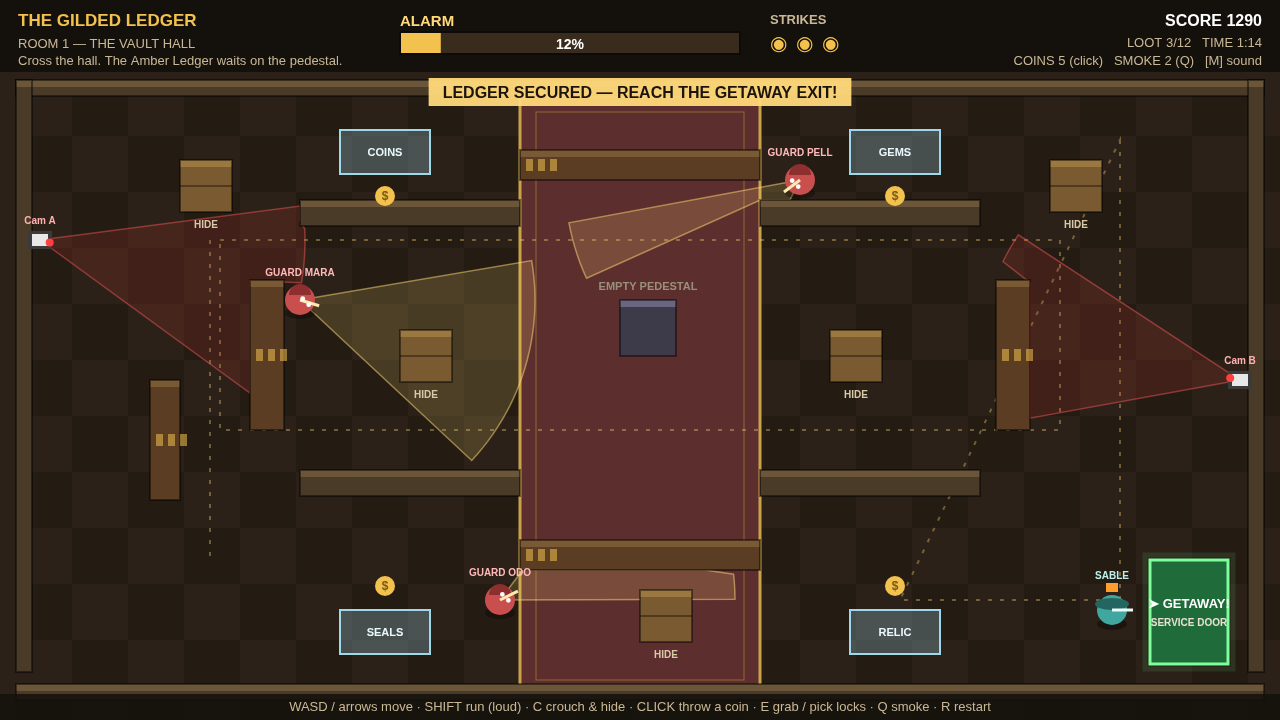 THE GILDED LEDGER
ROOM 1 — THE VAULT HALL
Cross the hall. The Amber Ledger waits on the pedestal.
ALARM
12%
STRIKES
SCORE 1290
LOOT 3/12 TIME 1:14
COINS 5 (click) SMOKE 2 (Q) [M] sound
LEDGER SECURED — REACH THE GETAWAY EXIT!
COINS
$
GUARD PELL
GEMS
$
HIDE
HIDE
Cam A
GUARD MARA
EMPTY PEDESTAL
HIDE
HIDE
Cam B
GUARD ODO
$
SEALS
HIDE
$
RELIC
SABLE
➤ GETAWAY!
SERVICE DOOR
WASD / arrows move · SHIFT run (loud) · C crouch & hide · CLICK throw a coin · E grab / pick locks · Q smoke · R restart